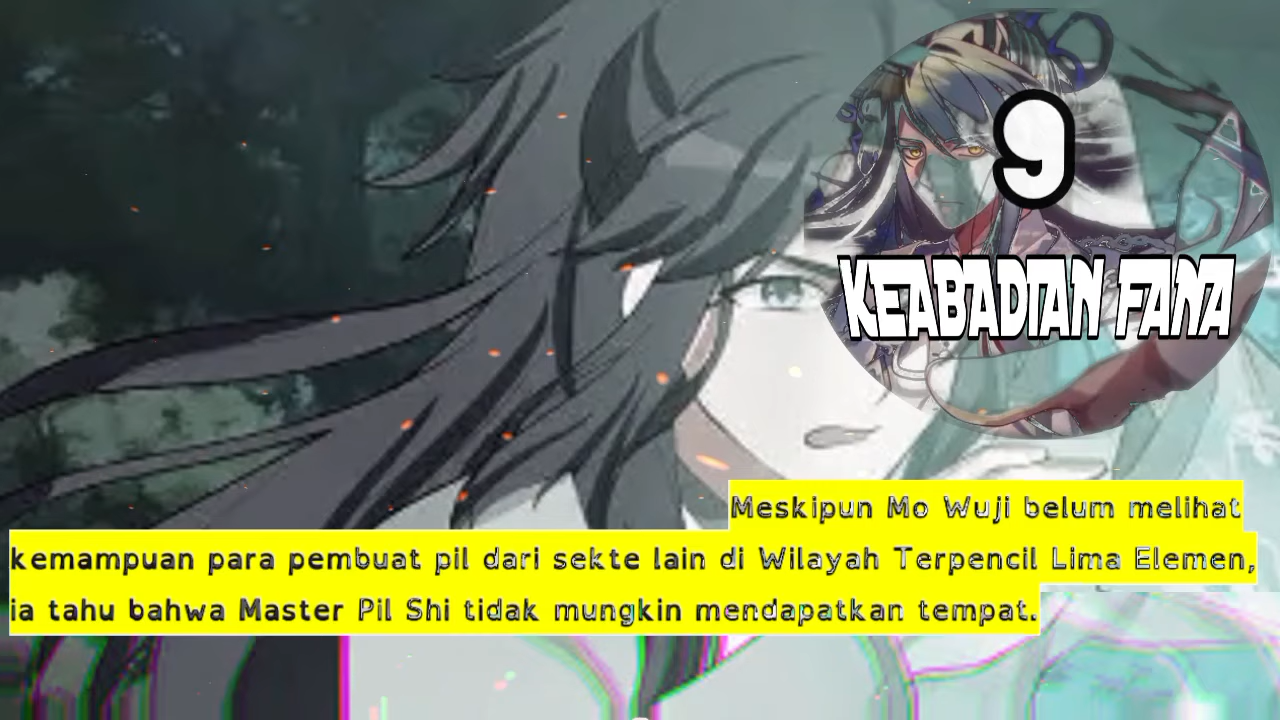 9
KEABADIAN FANA
Meskipun Mo Wuji belum melihat
kemampuan para pembuat pil dari sekte lain di Wilayah Terpencil Lima Elemen,
ia tahu bahwa Master Pil Shi tidak mungkin mendapatkan tempat.